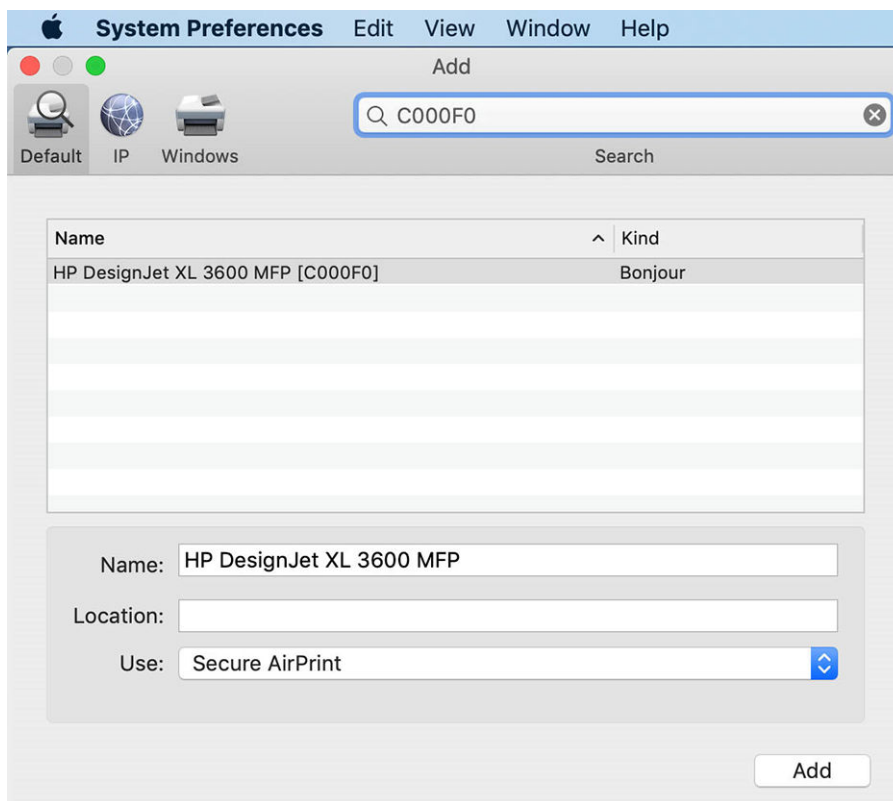 System Preferences Edit View Window Help
Add
C000F0
Default IP Windows Search
Name Kind
HP DesignJet XL 3600 MFP [C000F0] Bonjour
Name: HP DesignJet XL 3600 MFP
Location:
Use: Secure AirPrint
Add